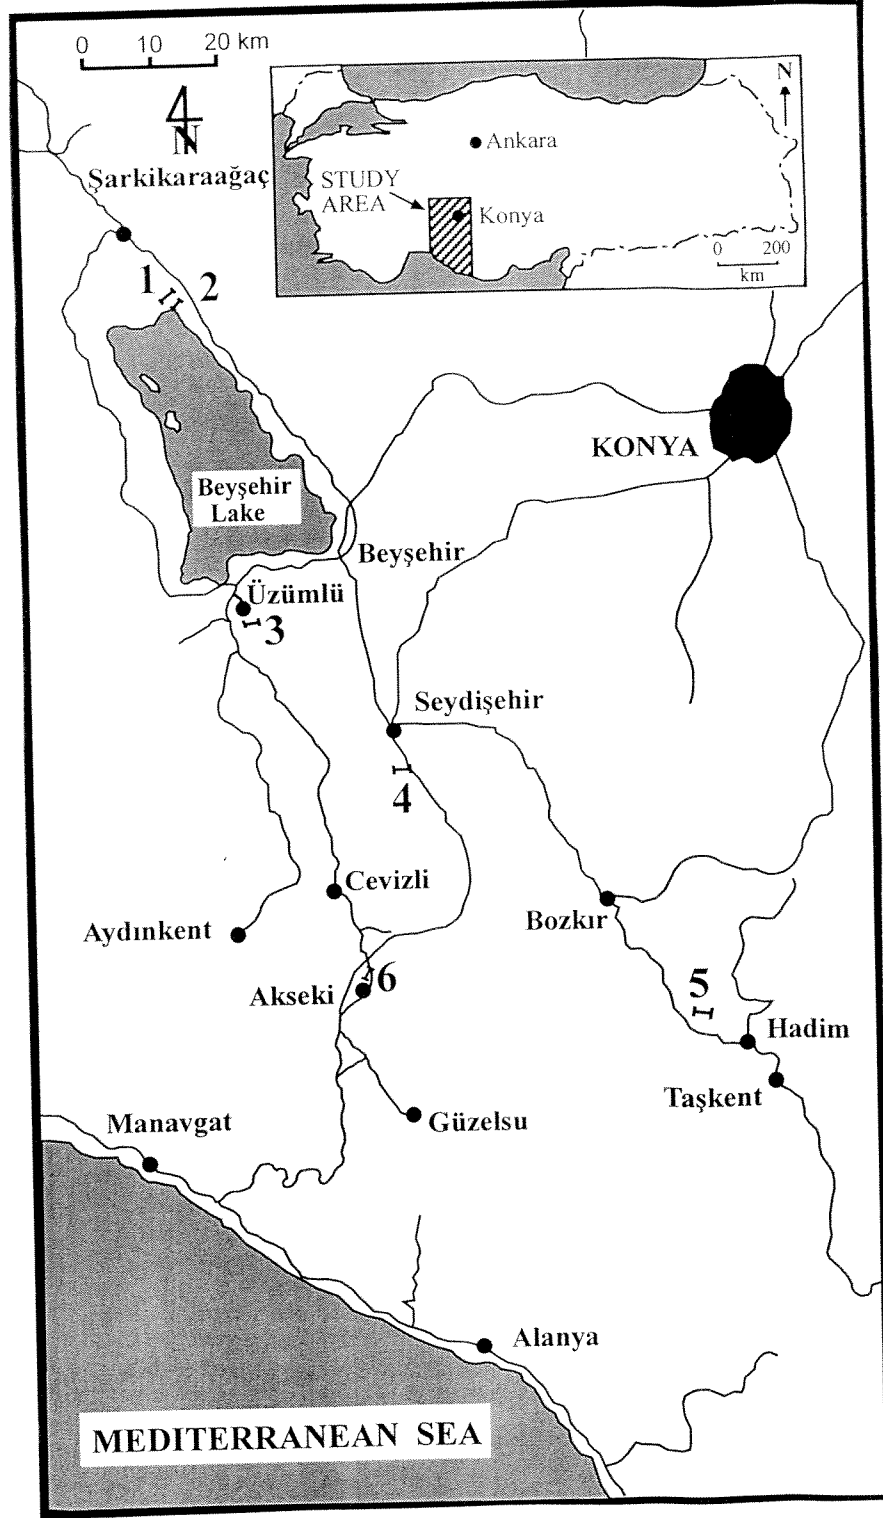 0 10 20 km
N
Şarkikaraağaç
N
Ankara
STUDY
AREA
Konya
0 200
km
1 2
KONYA
Beyşehir
Lake
Beyşehir
Üzümlü
3
Seydişehir
4
Cevizli
Bozkır
Aydınkent
6
Akseki
5
Hadim
Taşkent
Manavgat
Güzelsu
Alanya
MEDITERRANEAN SEA